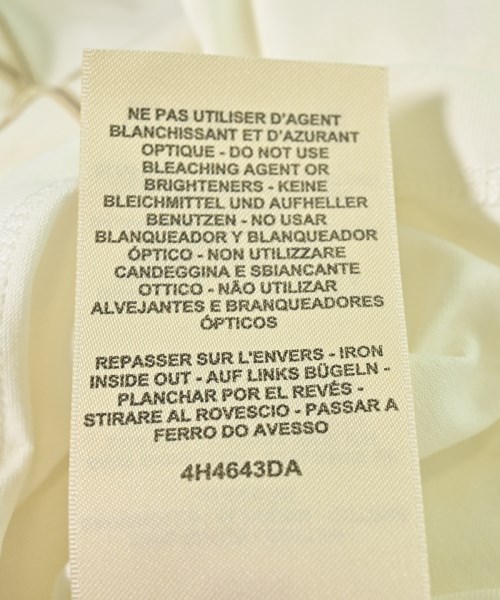 NE PAS UTILISER D'AGENT
BLANCHISSANT ET D'AZURANT
OPTIQUE - DO NOT USE
BLEACHING AGENT OR
BRIGHTENERS - KEINE
BLEICHMITTEL UND AUFHELLER
BENUTZEN - NO USAR
BLANQUEADOR Y BLANQUEADOR
ÓPTICO - NON UTILIZZARE
CANDEGGINA E SBIANCANTE
OTTICO - NÃO UTILIZAR
ALVEJANTES E BRANQUEADORES
ÓPTICOS
REPASSER SUR L'ENVERS - IRON
INSIDE OUT - AUF LINKS BÜGELN -
PLANCHAR POR EL REVÉS -
STIRARE AL ROVESCIO - PASSAR A
FERRO DO AVESSO
4H4643DA